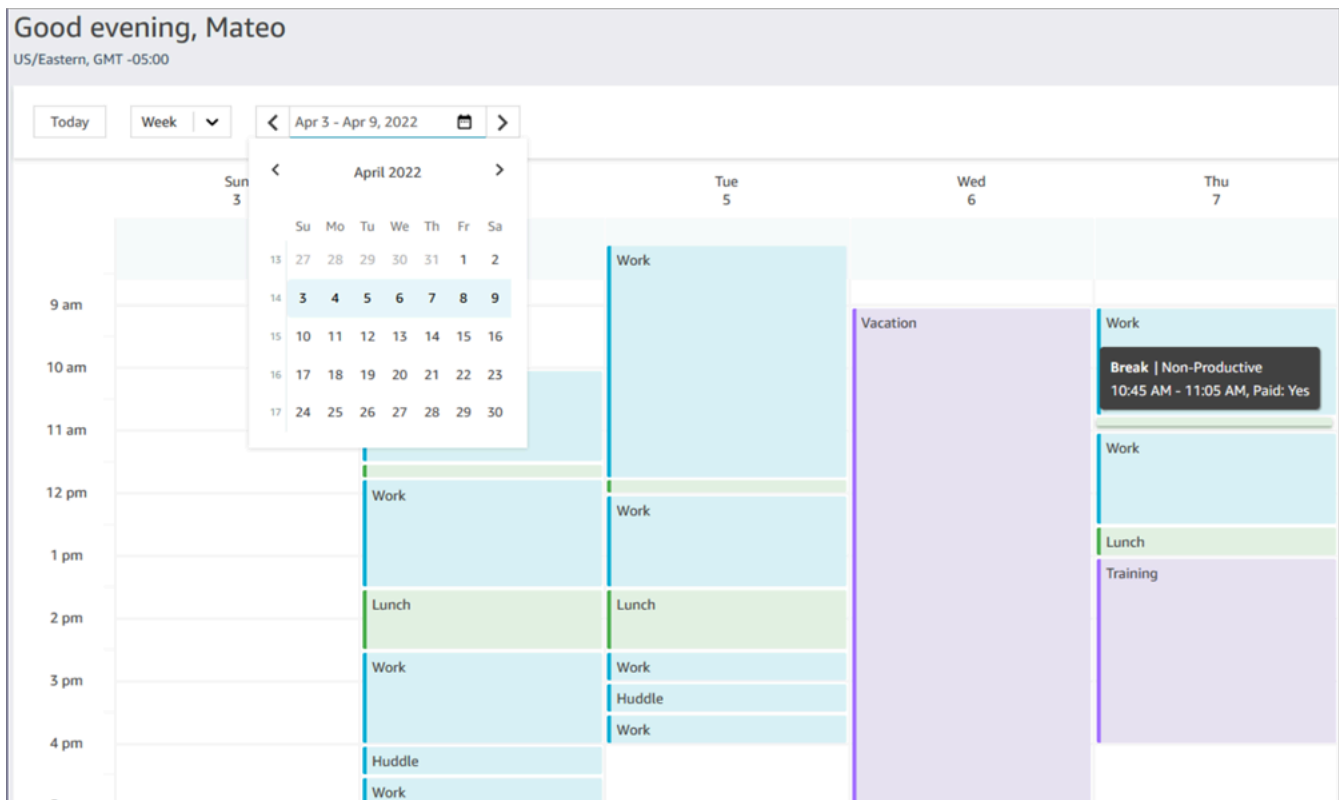 Good evening, Mateo
US/Eastern, GMT -05:00
Today Week Apr 3 - Apr 9, 2022
April 2022
Sun Tue Wed Thu
3 5 6 7
Su Mo Tu We Th Fr Sa
13 27 28 29 30 31 1 2
14 3 4 5 6 7 8 9
15 10 11 12 13 14 15 16
16 17 18 19 20 21 22 23
17 24 25 26 27 28 29 30
Work
9 am
Vacation Work
10 am
Break | Non-Productive
10:45 AM - 11:05 AM, Paid: Yes
11 am
Work
12 pm
Work
Work
1 pm
Lunch
Training
Lunch Lunch
2 pm
Work Work
3 pm
Huddle
Work
4 pm
Huddle
Work